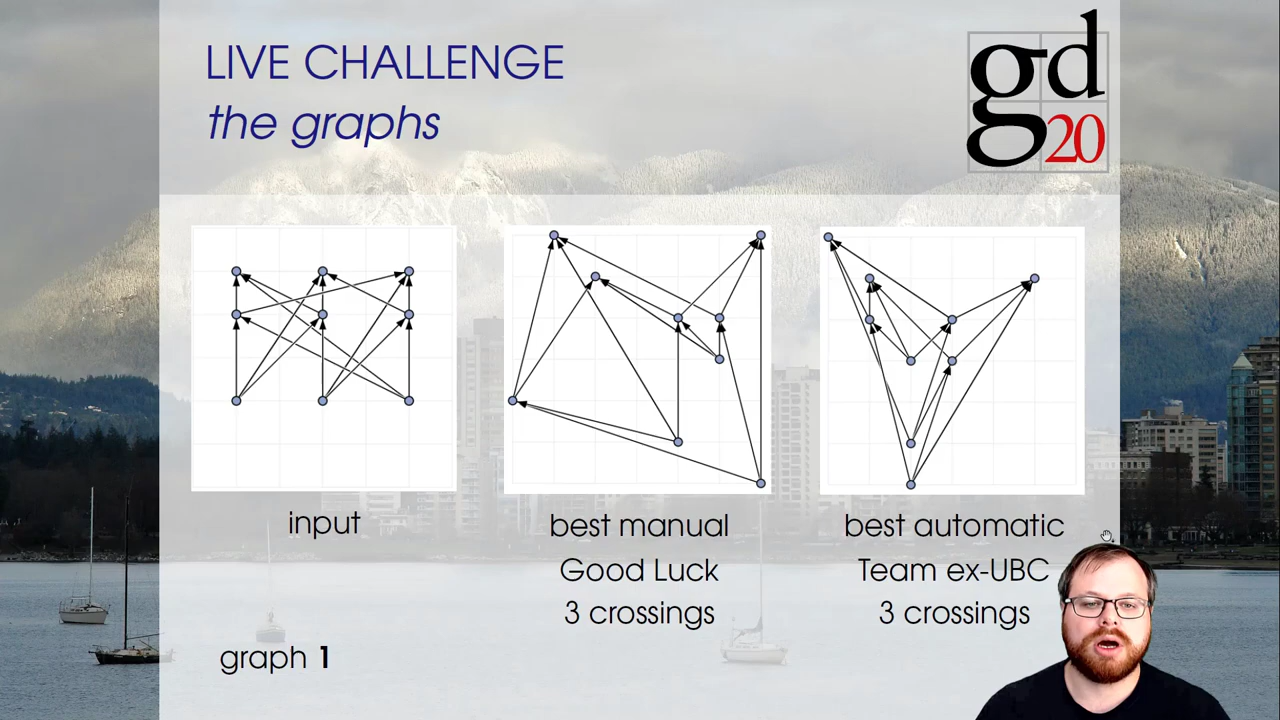 LIVE CHALLENGE
the graphs
gd
20
input
best manual
Good Luck
3 crossings
best automatic
Team ex-UBC
3 crossings
graph 1